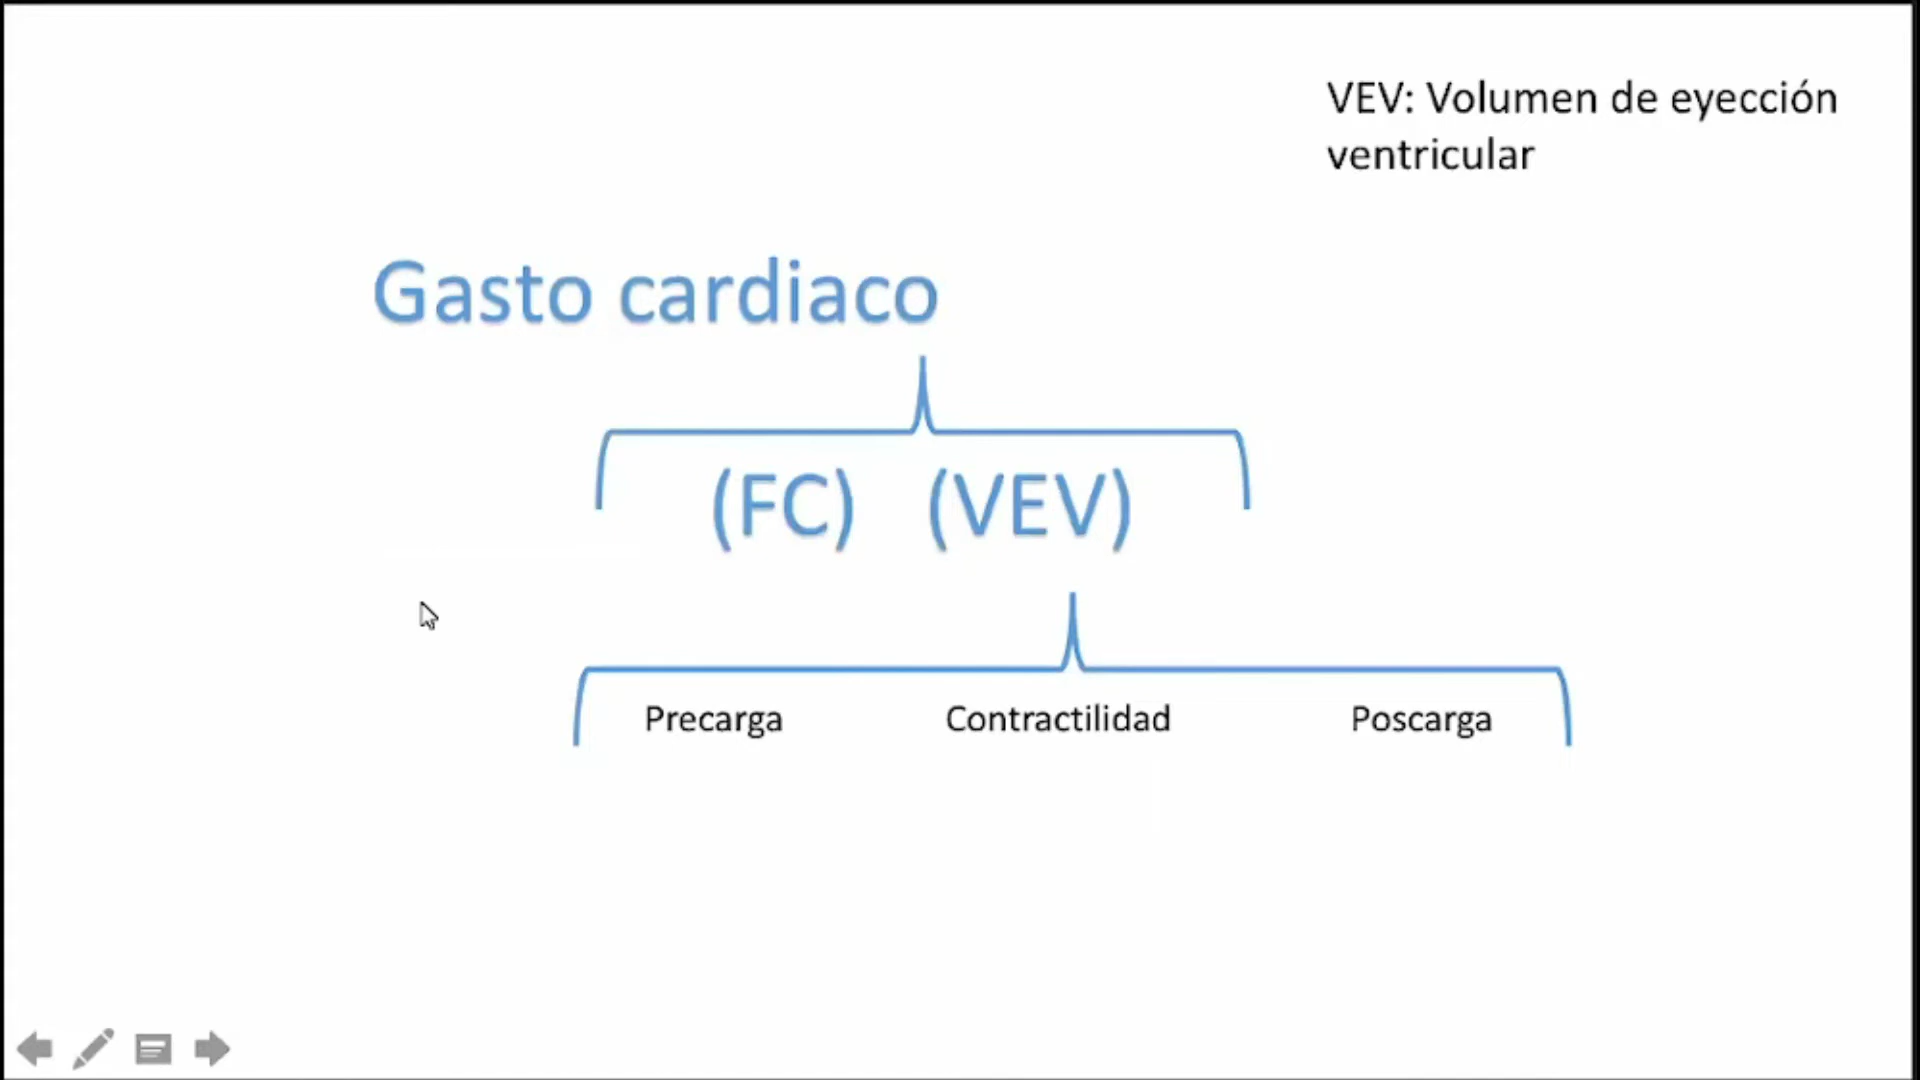 VEV: Volumen de eyección
ventricular
Gasto cardiaco
(FC) (VEV)
Precarga Contractilidad Poscarga